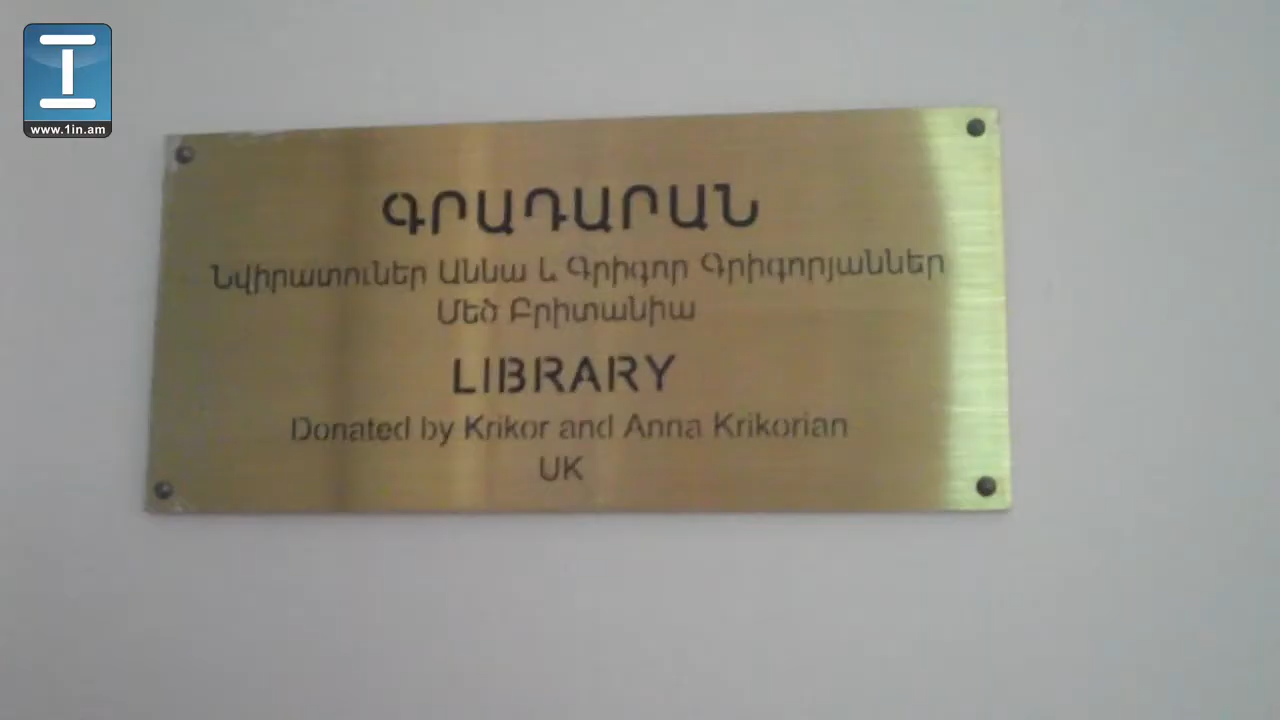 www.1in.am
ԳՐԱԴԱՐԱՆ
Նվիրատուներ Աննա և Գրիգոր Գրիգորյաններ
Մեծ Բրիտանիա
LIBRARY
Donated by Krikor and Anna Krikorian
UK